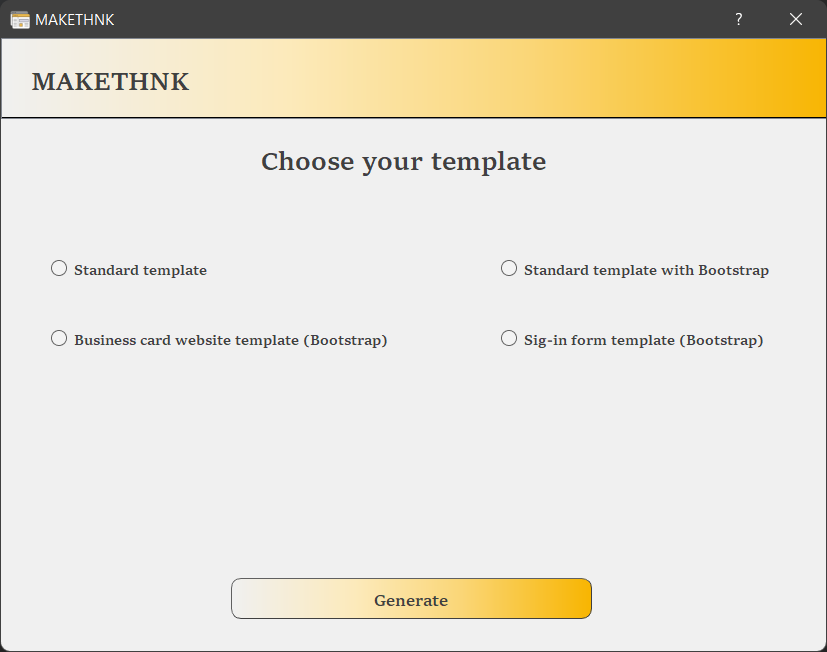 MAKETHNK
?
MAKETHNK
Choose your template
Standard template
Standard template with Bootstrap
Business card website template (Bootstrap)
Sig-in form template (Bootstrap)
Generate